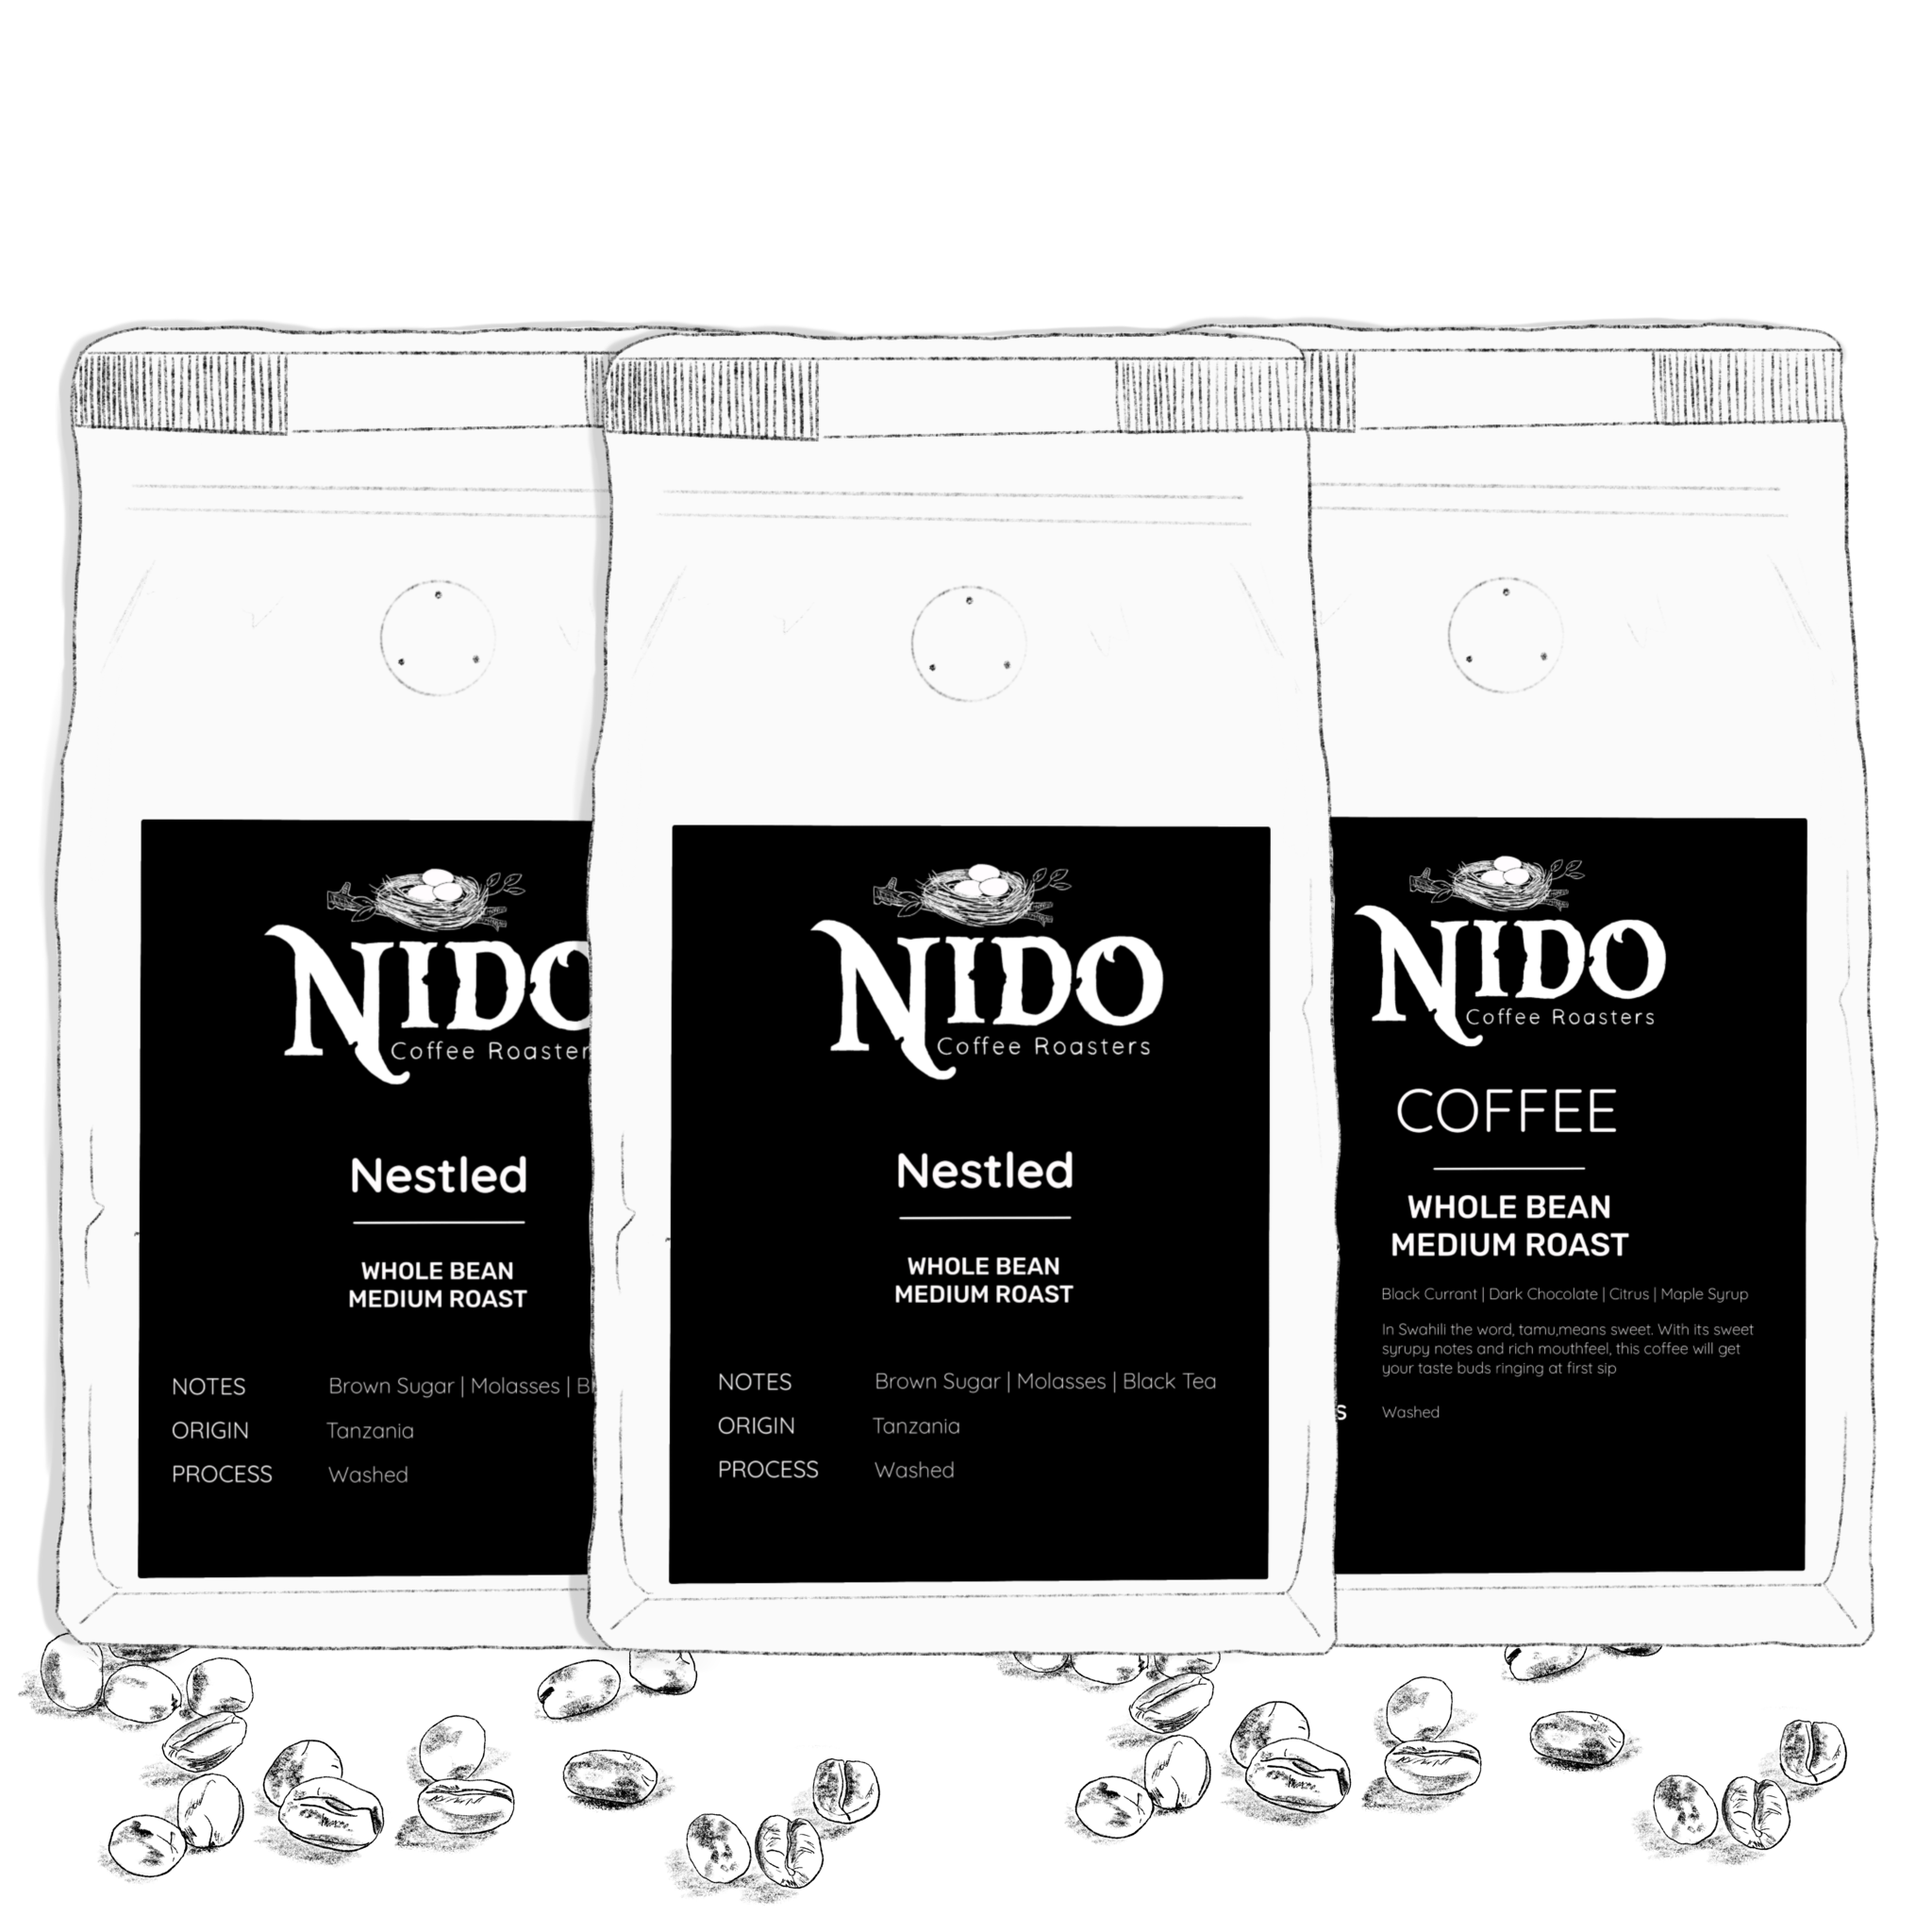 NIDO
Coffee Roaster
Nestled
WHOLE BEAN
MEDIUM ROAST
NOTES Brown Sugar | Molasses | Bl
ORIGIN Tanzania
PROCESS Washed
NIDO
Coffee Roasters
Nestled
WHOLE BEAN
MEDIUM ROAST
NOTES Brown Sugar | Molasses | Black Tea
ORIGIN Tanzania
PROCESS Washed
NIDO
Coffee Roasters
COFFEE
WHOLE BEAN
MEDIUM ROAST
Black Currant | Dark Chocolate | Citrus | Maple Syrup
In Swahili the word, tamu,means sweet. With its sweet
syrupy notes and rich mouthfeel, this coffee will get
your taste buds ringing at first sip
S Washed